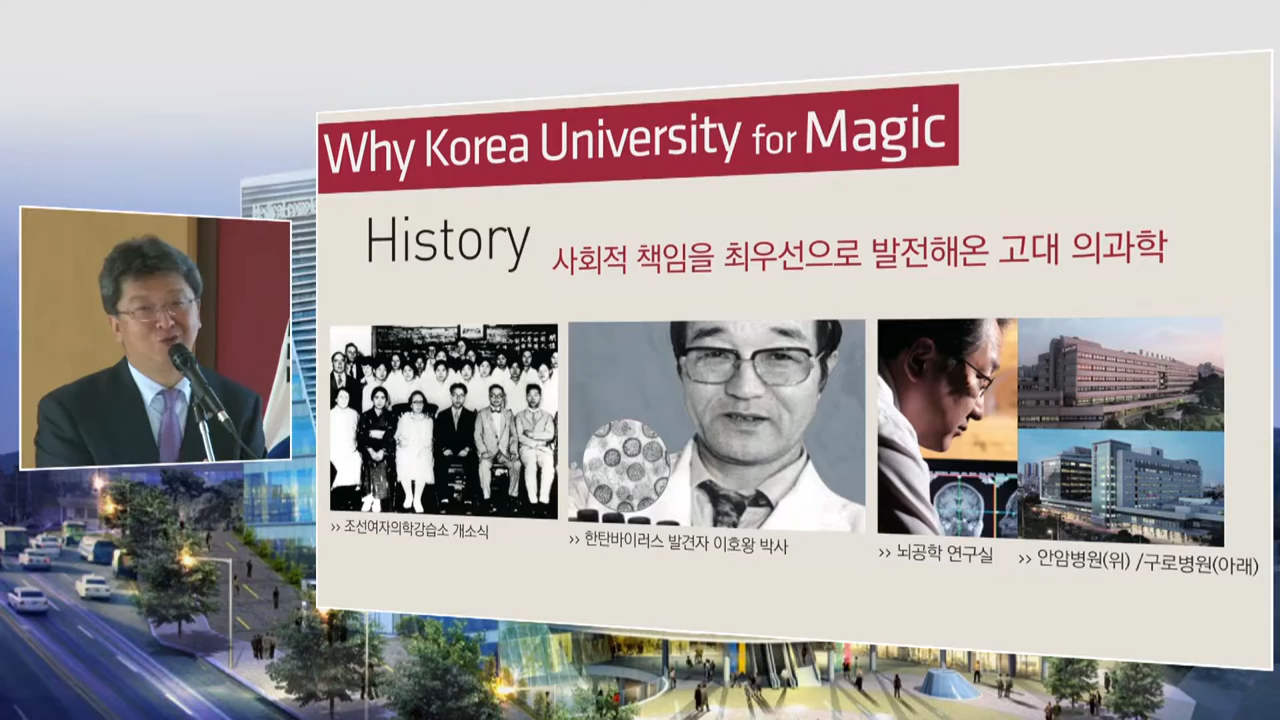 Why Korea University for Magic
History 사회적 책임을 최우선으로 발전해온 고대 의과학
>> 조선여자의학강습소 개소식
>> 한탄바이러스 발견자 이호왕 박사
>> 뇌공학 연구실
>> 안암병원(위) /구로병원(아래)